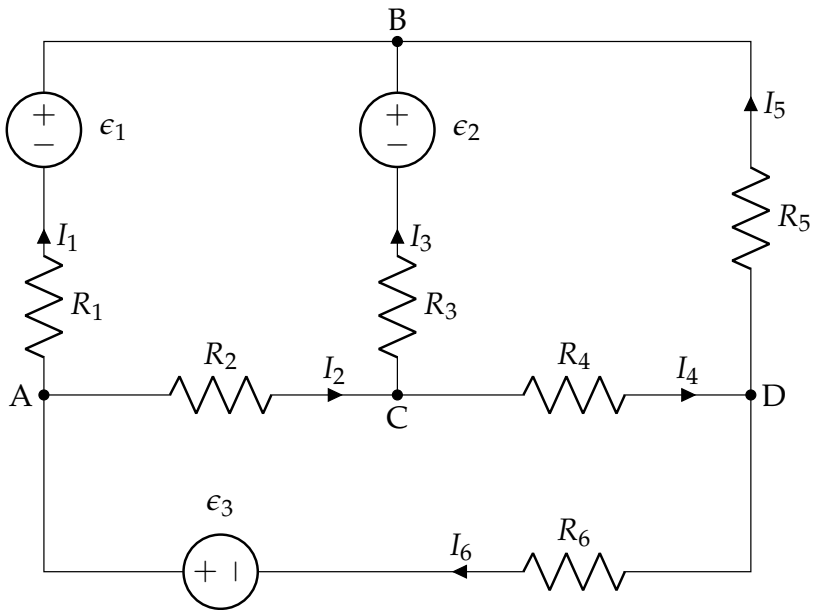 B
+
−
ϵ₁
+
−
ϵ₂
I₅
I₁
I₃
R₅
R₁
R₃
R₂
I₂
R₄
I₄
A
C
D
ϵ₃
+ −
I₆
R₆